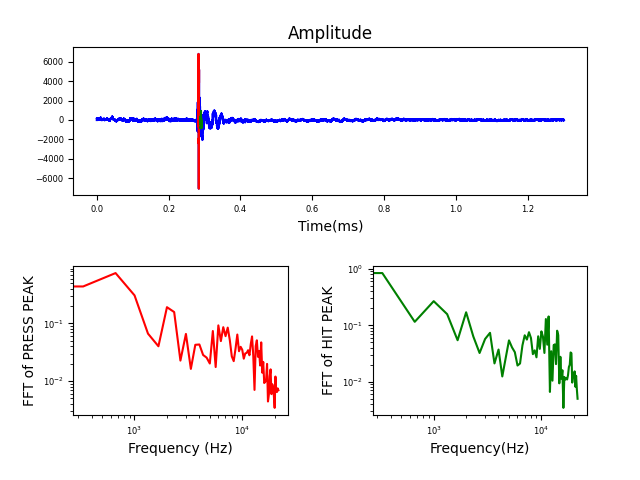 Amplitude
6000
4000
2000
0
−2000
−4000
−6000
0.0 0.2 0.4 0.6 0.8 1.0 1.2
Time(ms)
FFT of PRESS PEAK
10⁻¹
10⁻²
10³ 10⁴
Frequency (Hz)
FFT of HIT PEAK
10⁰
10⁻¹
10⁻²
10³ 10⁴
Frequency(Hz)